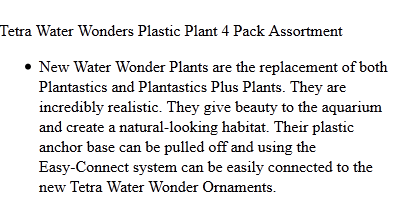 Tetra Water Wonders Plastic Plant 4 Pack Assortment
• New Water Wonder Plants are the replacement of both
Plantastics and Plantastics Plus Plants. They are
incredibly realistic. They give beauty to the aquarium
and create a natural-looking habitat. Their plastic
anchor base can be pulled off and using the
Easy-Connect system can be easily connected to the
new Tetra Water Wonder Ornaments.